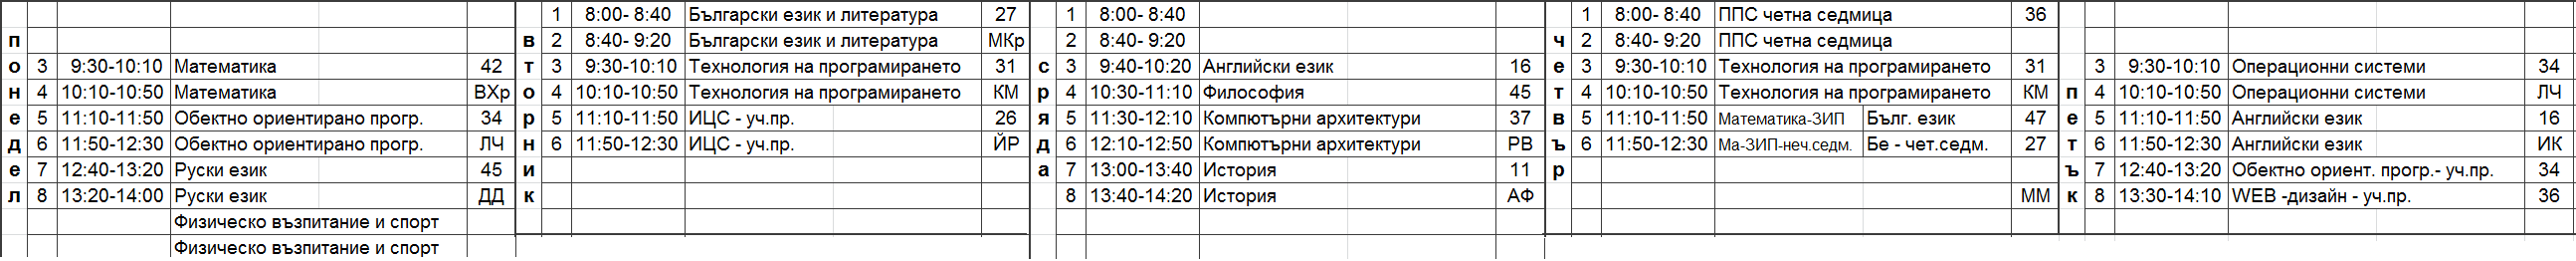 понедел
3 9:30-10:10 Математика 42
4 10:10-10:50 Математика ВХр
5 11:10-11:50 Обектно ориентирано прогр. 34
6 11:50-12:30 Обектно ориентирано прогр. ЛЧ
7 12:40-13:20 Руски език 45
8 13:20-14:00 Руски език ДД
Физическо възпитание и спорт
Физическо възпитание и спорт
вторник
1 8:00- 8:40 Български език и литература 27
2 8:40- 9:20 Български език и литература МКр
3 9:30-10:10 Технология на програмирането 31
4 10:10-10:50 Технология на програмирането КМ
5 11:10-11:50 ИЦС - уч.пр. 26
6 11:50-12:30 ИЦС - уч.пр. ЙР
сряда
1 8:00- 8:40
2 8:40- 9:20
3 9:40-10:20 Английски език 16
4 10:30-11:10 Философия 45
5 11:30-12:10 Компютърни архитектури 37
6 12:10-12:50 Компютърни архитектури РВ
7 13:00-13:40 История 11
8 13:40-14:20 История АФ
четвър
1 8:00- 8:40 ППС четна седмица 36
2 8:40- 9:20 ППС четна седмица
3 9:30-10:10 Технология на програмирането 31
4 10:10-10:50 Технология на програмирането КМ
5 11:10-11:50 Математика-ЗИП Бълг. език 47
6 11:50-12:30 Ма-ЗИП-неч.седм. Бе - чет.седм. 27
ММ
петък
3 9:30-10:10 Операционни системи 34
4 10:10-10:50 Операционни системи ЛЧ
5 11:10-11:50 Английски език 16
6 11:50-12:30 Английски език ИК
7 12:40-13:20 Обектно ориент. прогр.- уч.пр. 34
8 13:30-14:10 WEB -дизайн - уч.пр. 36